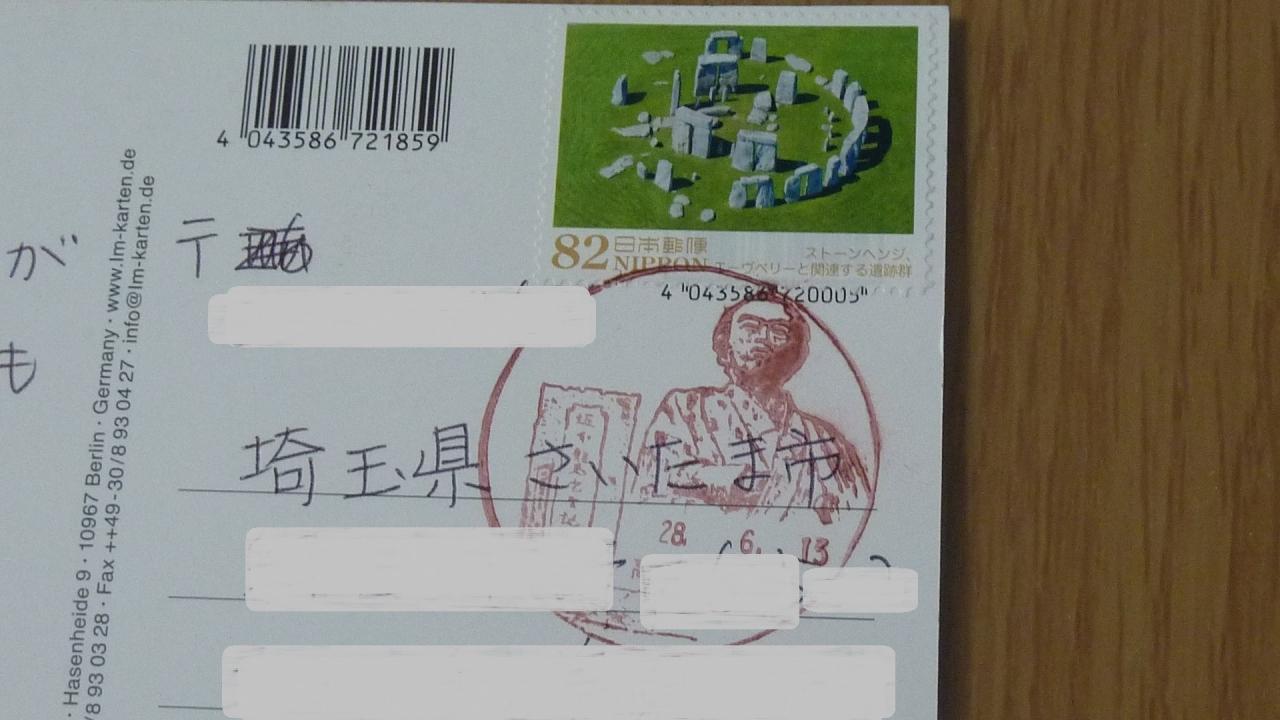 4 043586 721859
82 日本郵便
NIPPON
ストーンヘンジ、
エーヴベリーと関連する遺跡群
4 043586 720005
〒
埼玉県 さいたま市
28. 6. 13
が
も
· Hasenheide 9 · 10967 Berlin · Germany · www.lm-karten.de
/8 93 03 28 · Fax ++49-30/8 93 04 27 · info@lm-karten.de